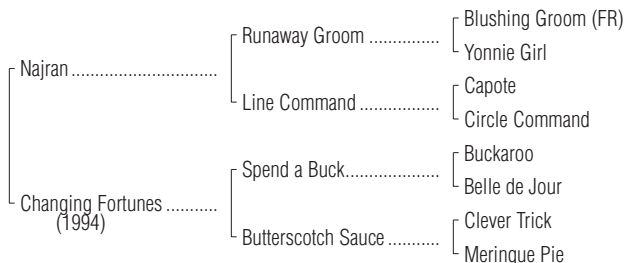 Blushing Groom (FR)
Runaway Groom ...............
Yonnie Girl
Najran ...............................
Capote
Line Command .................
Circle Command
Buckaroo
Spend a Buck....................
Belle de Jour
Changing Fortunes ...........
(1994)
Clever Trick
Butterscotch Sauce ...........
Meringue Pie